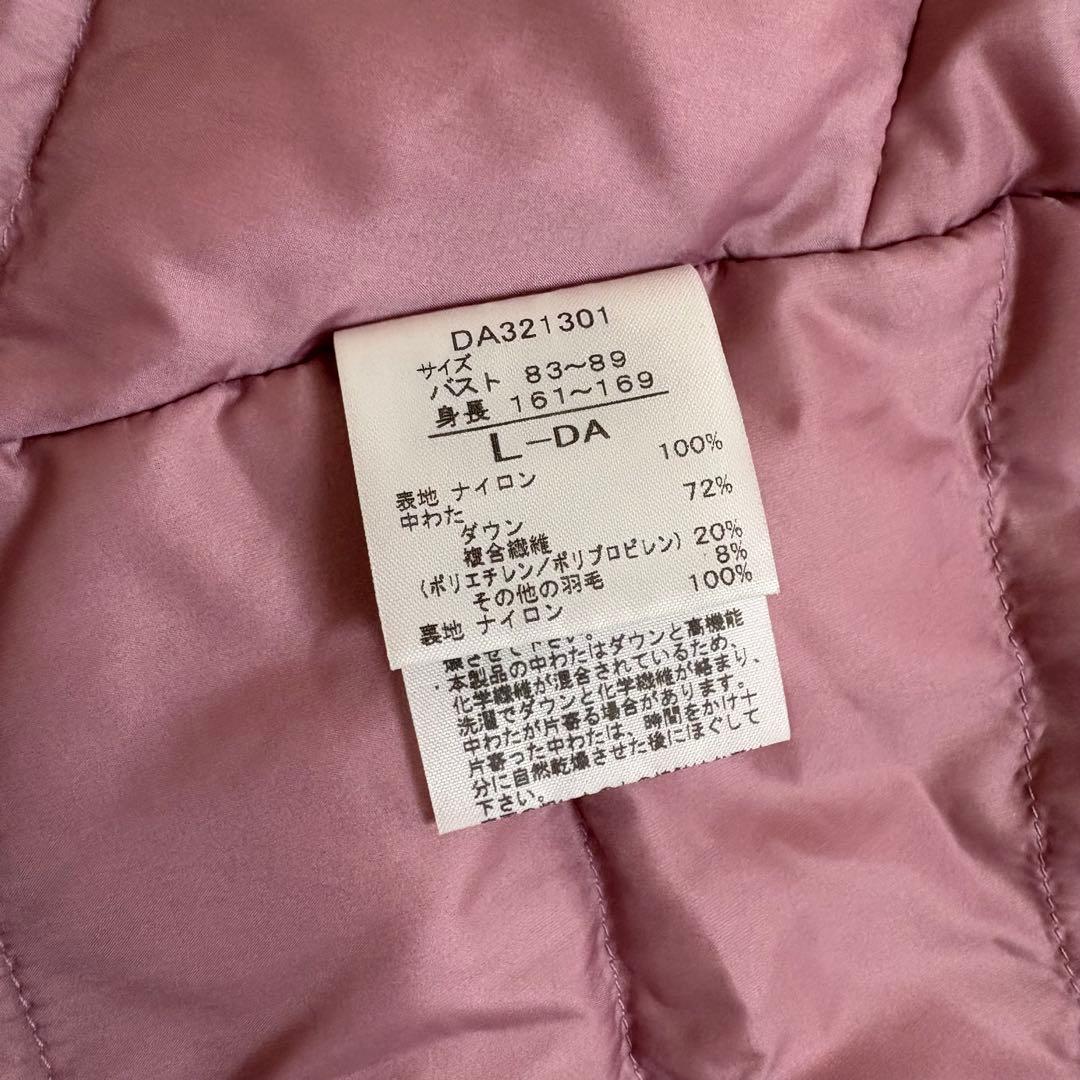 DA321301
サイズ
バスト 83～89
身長 161～169
L-DA
表地 ナイロン 100%
中わた
ダウン 72%
複合繊維
(ポリエチレン/ポリプロピレン) 20%
その他の羽毛 8%
裏地 ナイロン 100%
燥させて下さい。
・本製品の中わたはダウンと高機能
化学繊維が混合されているため、
洗濯でダウンと化学繊維が絡まり、
中わたが片寄る場合があります。
片寄った中わたは、時間をかけ十
分に自然乾燥させた後にほぐして
下さい。